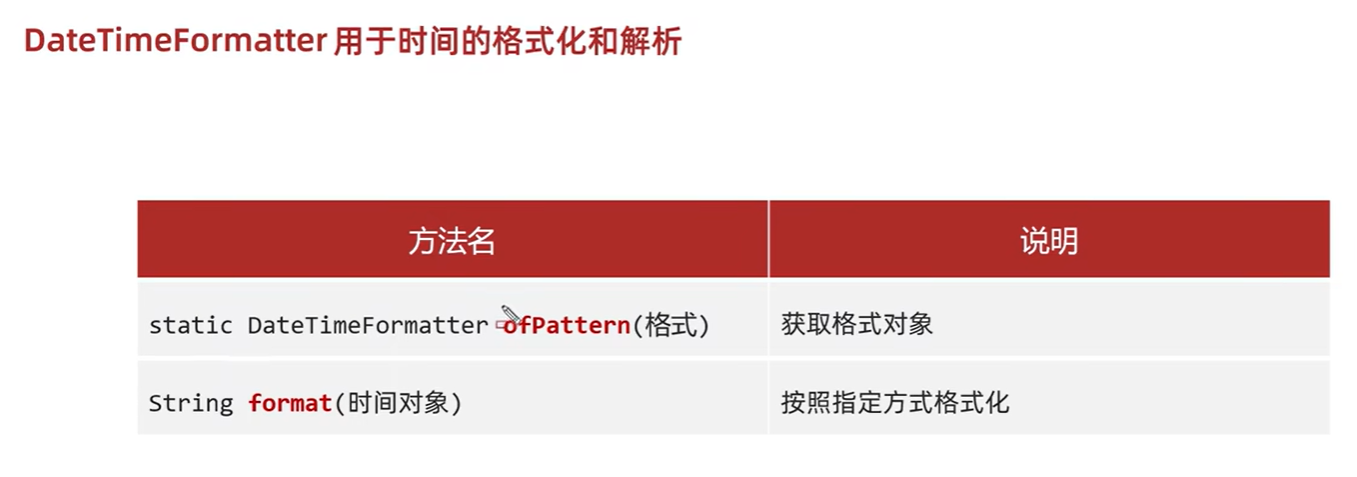 DateTimeFormatter 用于时间的格式化和解析
方法名 说明
static DateTimeFormatter ofPattern(格式) 获取格式对象
String format(时间对象) 按照指定方式格式化